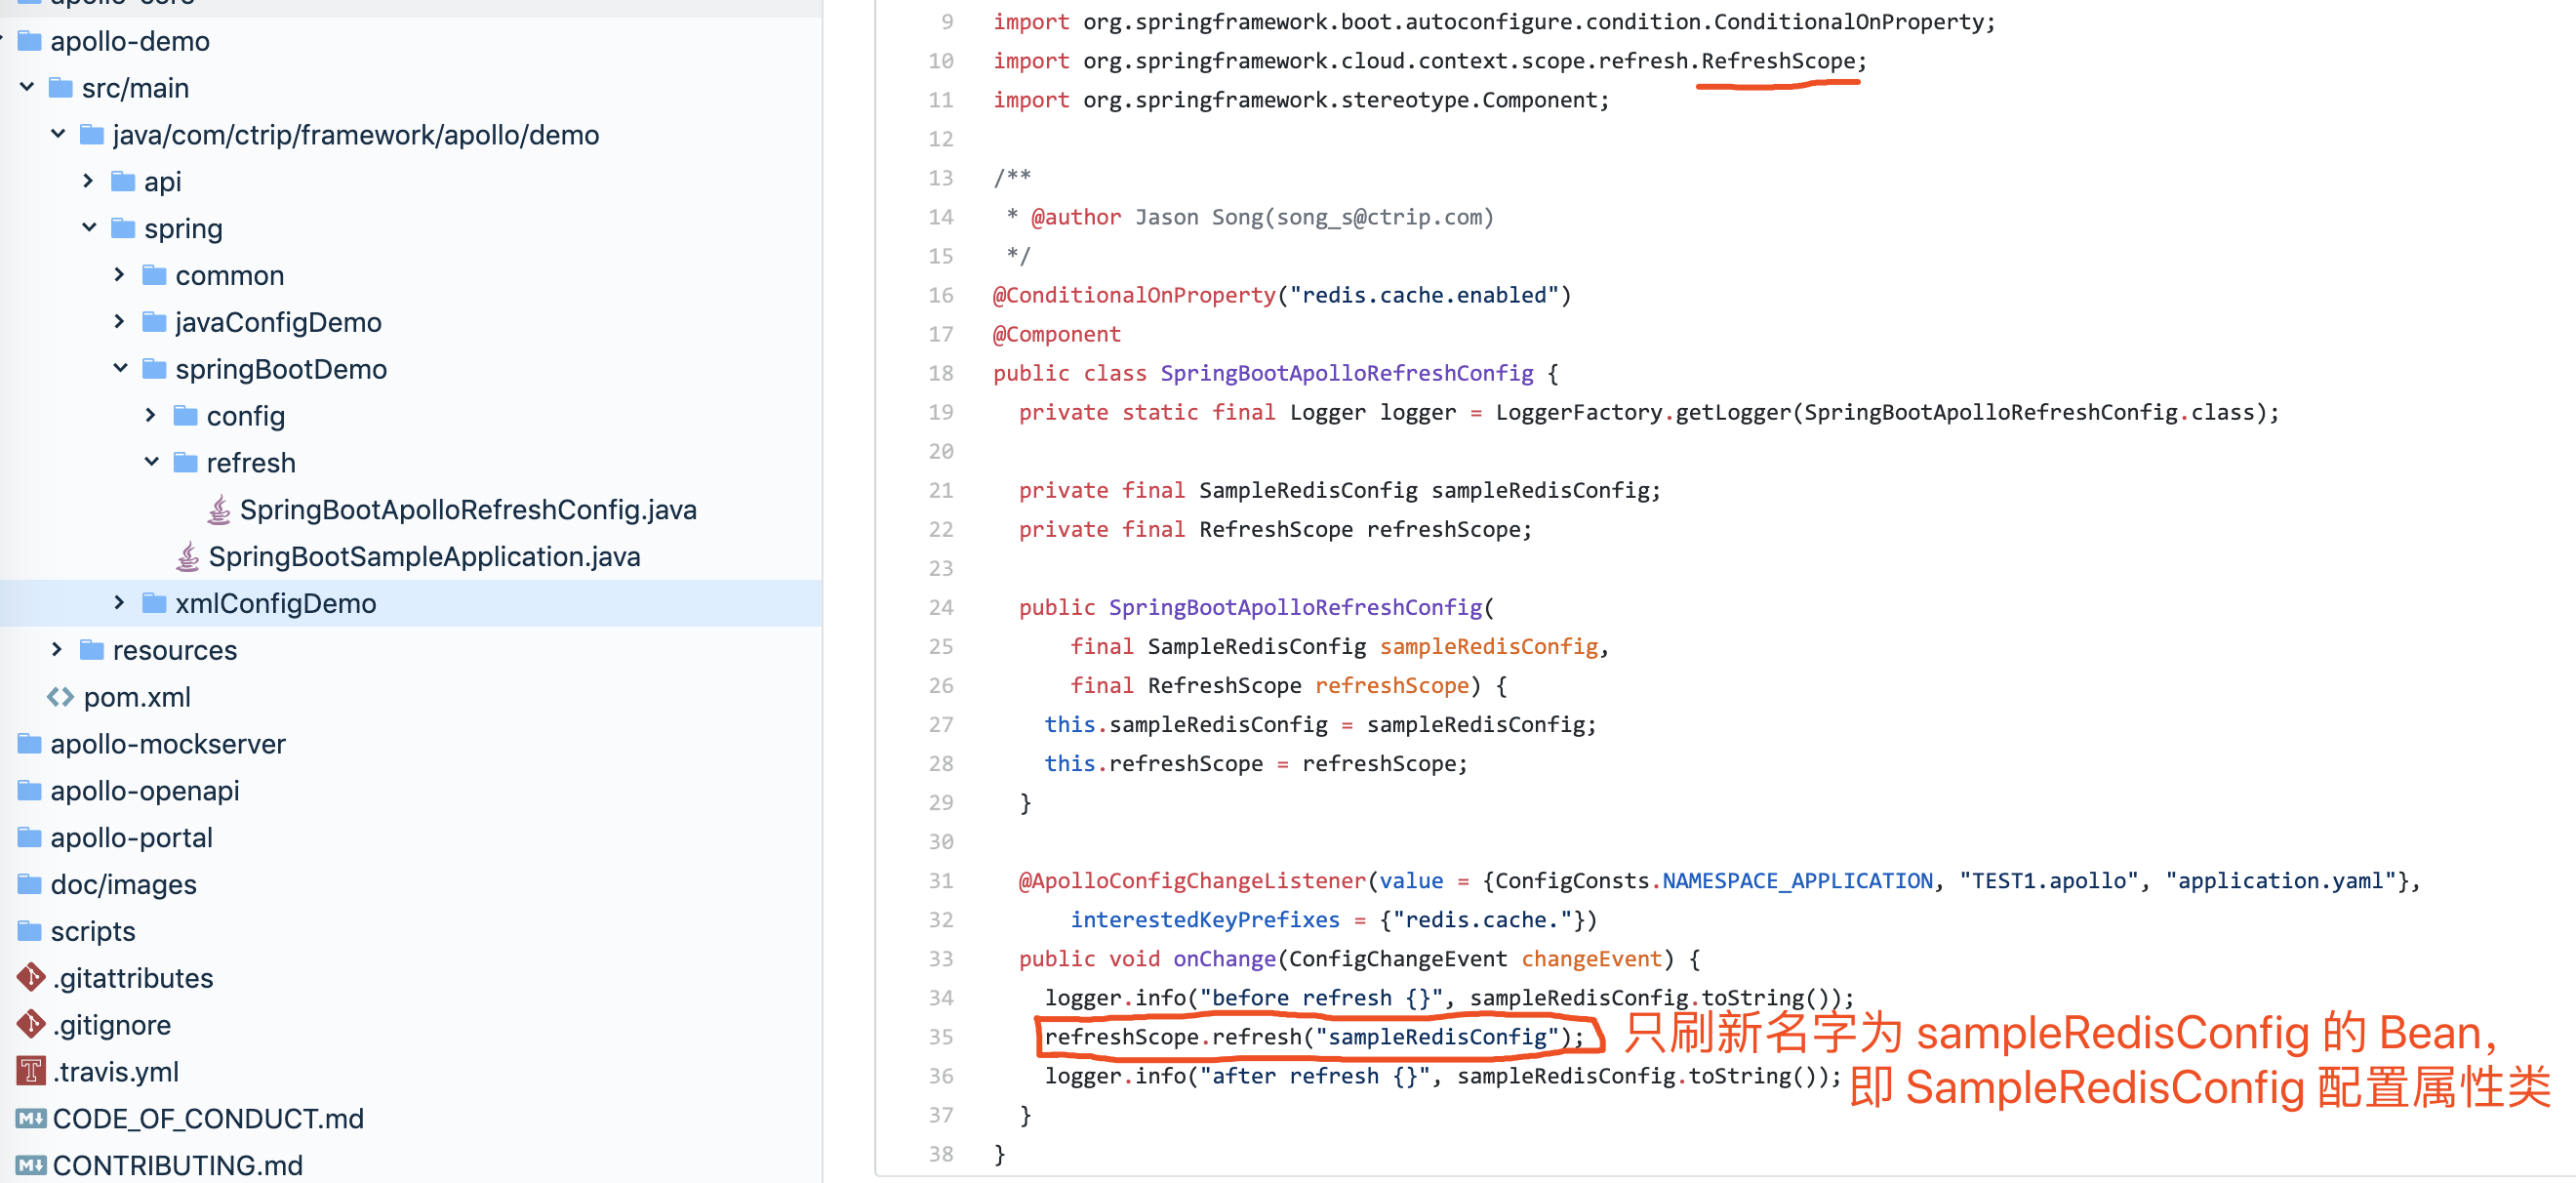 apollo-core
apollo-demo
src/main
java/com/ctrip/framework/apollo/demo
api
spring
common
javaConfigDemo
springBootDemo
config
refresh
SpringBootApolloRefreshConfig.java
SpringBootSampleApplication.java
xmlConfigDemo
resources
pom.xml
apollo-mockserver
apollo-openapi
apollo-portal
doc/images
scripts
.gitattributes
.gitignore
.travis.yml
CODE_OF_CONDUCT.md
CONTRIBUTING.md
9 import org.springframework.boot.autoconfigure.condition.ConditionalOnProperty;
10 import org.springframework.cloud.context.scope.refresh.RefreshScope;
11 import org.springframework.stereotype.Component;
12
13 /**
14  * @author Jason Song(song_s@ctrip.com)
15  */
16 @ConditionalOnProperty("redis.cache.enabled")
17 @Component
18 public class SpringBootApolloRefreshConfig {
19   private static final Logger logger = LoggerFactory.getLogger(SpringBootApolloRefreshConfig.class);
20
21   private final SampleRedisConfig sampleRedisConfig;
22   private final RefreshScope refreshScope;
23
24   public SpringBootApolloRefreshConfig(
25       final SampleRedisConfig sampleRedisConfig,
26       final RefreshScope refreshScope) {
27     this.sampleRedisConfig = sampleRedisConfig;
28     this.refreshScope = refreshScope;
29   }
30
31   @ApolloConfigChangeListener(value = {ConfigConsts.NAMESPACE_APPLICATION, "TEST1.apollo", "application.yaml"},
32       interestedKeyPrefixes = {"redis.cache."})
33   public void onChange(ConfigChangeEvent changeEvent) {
34     logger.info("before refresh {}", sampleRedisConfig.toString());
35     refreshScope.refresh("sampleRedisConfig");
36     logger.info("after refresh {}", sampleRedisConfig.toString());
37   }
38 }
只刷新名字为 sampleRedisConfig 的 Bean，
即 SampleRedisConfig 配置属性类